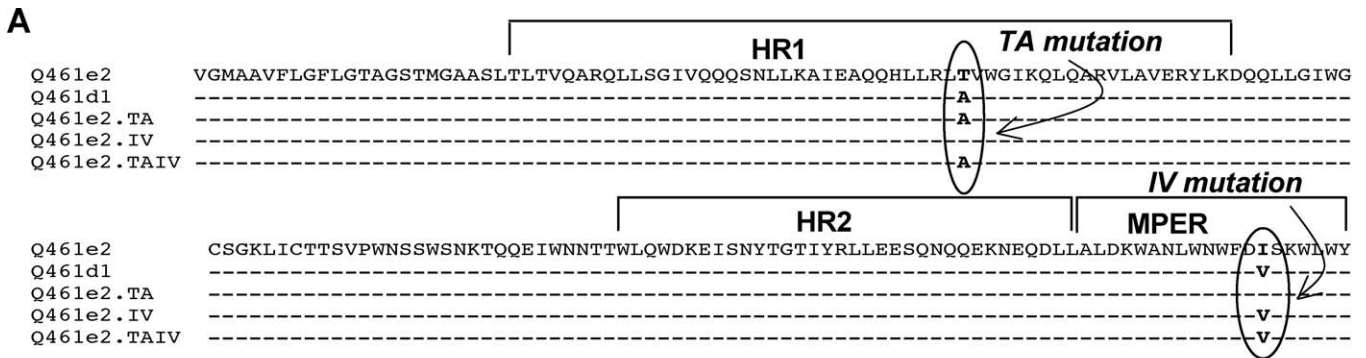 A
HR1 TA mutation
Q461e2 VGMAAVFLGFLGTAGSTMGAASLTLTVQARQLLSGIVQQQSNLLKAIEAQQHLLRLTVWGIKQLQARVLAVERYLKDQQLLGIWG
Q461d1 --------------------------------------------------------A-----------------------------
Q461e2.TA --------------------------------------------------------A-----------------------------
Q461e2.IV --------------------------------------------------------------------------------------
Q461e2.TAIV --------------------------------------------------------A-----------------------------
IV mutation
HR2 MPER
Q461e2 CSGKLICTTSVPWNSSWSNKTQQEIWNNTTWLQWDKEISNYTGTIYRLLEESQNQQEKNEQDLLALDKWANLWNWFDISKWLWY
Q461d1 -----------------------------------------------------------------------------V------
Q461e2.TA ------------------------------------------------------------------------------------
Q461e2.IV -----------------------------------------------------------------------------V------
Q461e2.TAIV -----------------------------------------------------------------------------V------